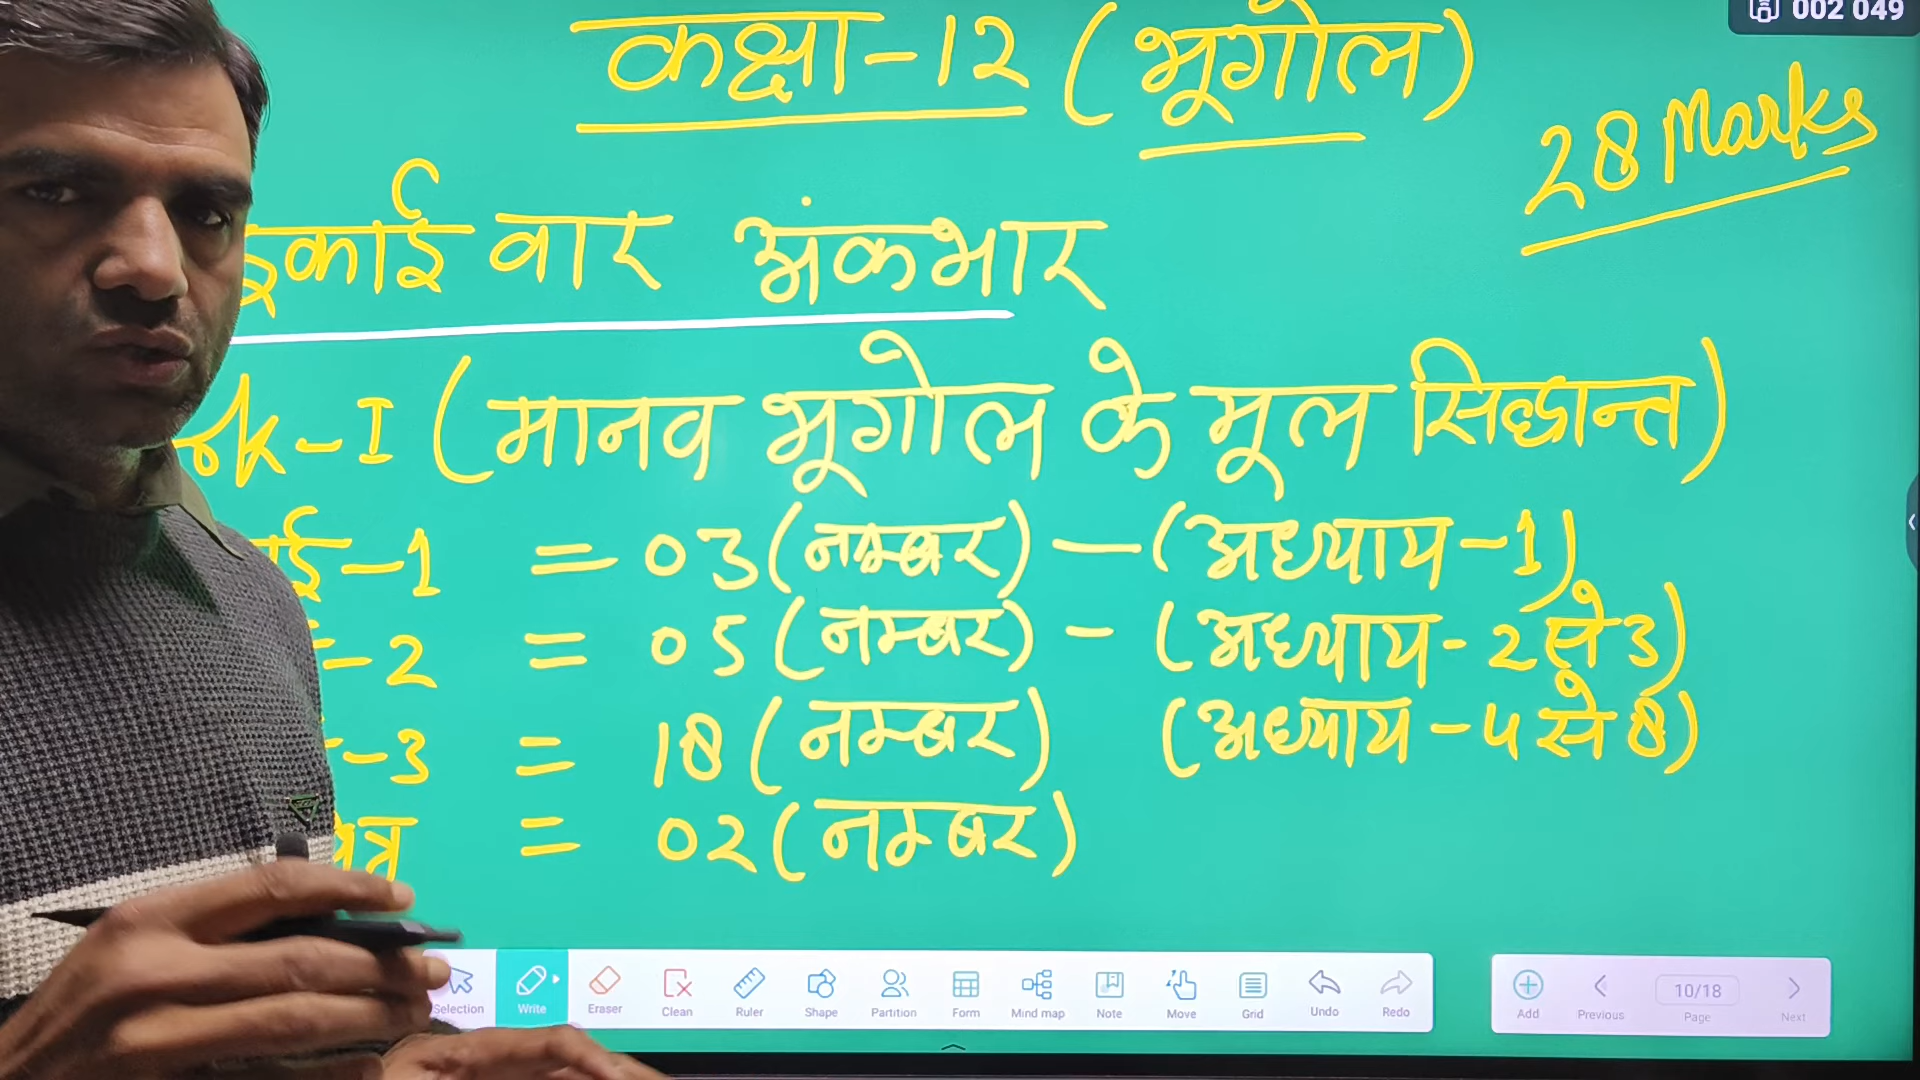 002 049
कक्षा-12 (भूगोल)
28 Marks
इकाई वार अंकभार
(मानव भूगोल के मूल सिद्धान्त)
-1 = 03 (नम्बर) — (अध्याय-1)
-2 = 05 (नम्बर) - (अध्याय-2 से 3)
-3 = 18 (नम्बर) (अध्याय-4 से 8)
= 02 (नम्बर)
Selection Write Eraser Clean Ruler Shape Partition Form Mind map Note Move Grid Undo Redo
Add Previous 10/18 Page Next